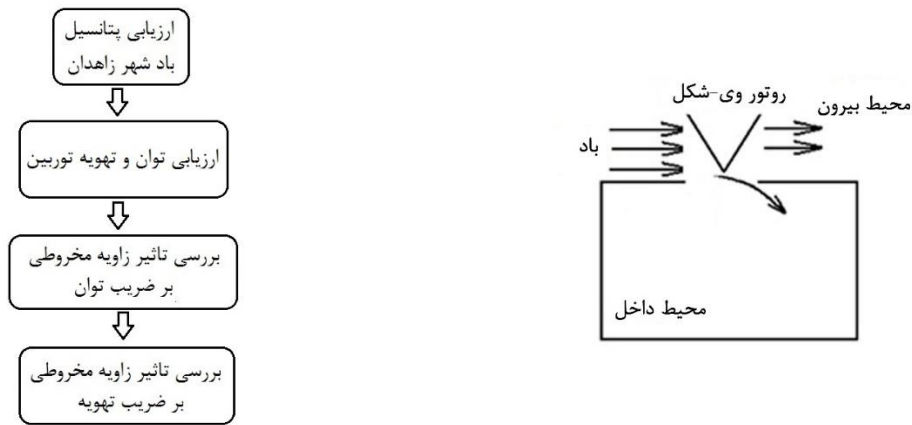 ارزیابی پتانسیل
باد شهر زاهدان
ارزیابی توان و تهویه توربین
بررسی تاثیر زاویه مخروطی
بر ضریب توان
بررسی تاثیر زاویه مخروطی
بر ضریب تهویه
روتور وی-شکل
محیط بیرون
باد
محیط داخل